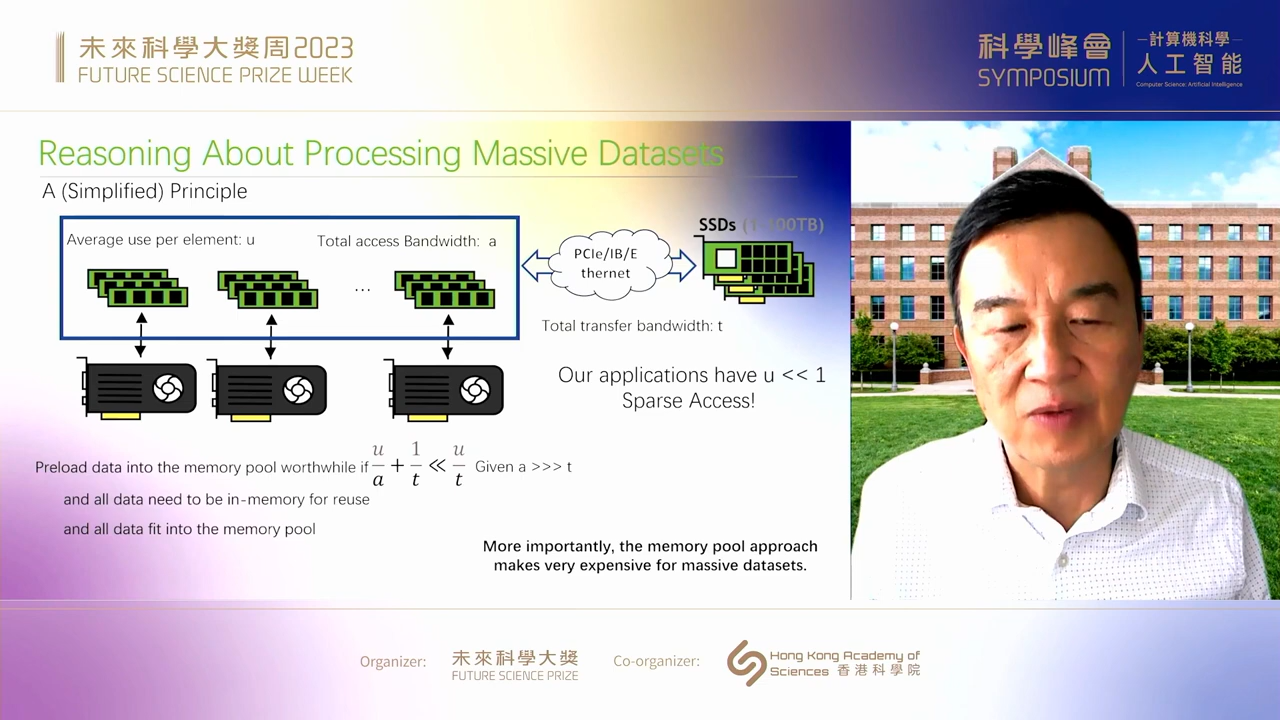 未來科學大獎周2023
FUTURE SCIENCE PRIZE WEEK
科學峰會
SYMPOSIUM
計算機科學
人工智能
Computer Science: Artificial Intelligence
Reasoning About Processing Massive Datasets
A (Simplified) Principle
Average use per element: u
Total access Bandwidth: a
...
PCIe/IB/E
thernet
SSDs
Total transfer bandwidth: t
Our applications have u << 1
Sparse Access!
Preload data into the memory pool worthwhile if u/a + 1/t ≪ u/t Given a >>> t
and all data need to be in-memory for reuse
and all data fit into the memory pool
More importantly, the memory pool approach
makes very expensive for massive datasets.
Organizer:
未來科學大獎
FUTURE SCIENCE PRIZE
Co-organizer:
Hong Kong Academy of
Sciences 香港科學院